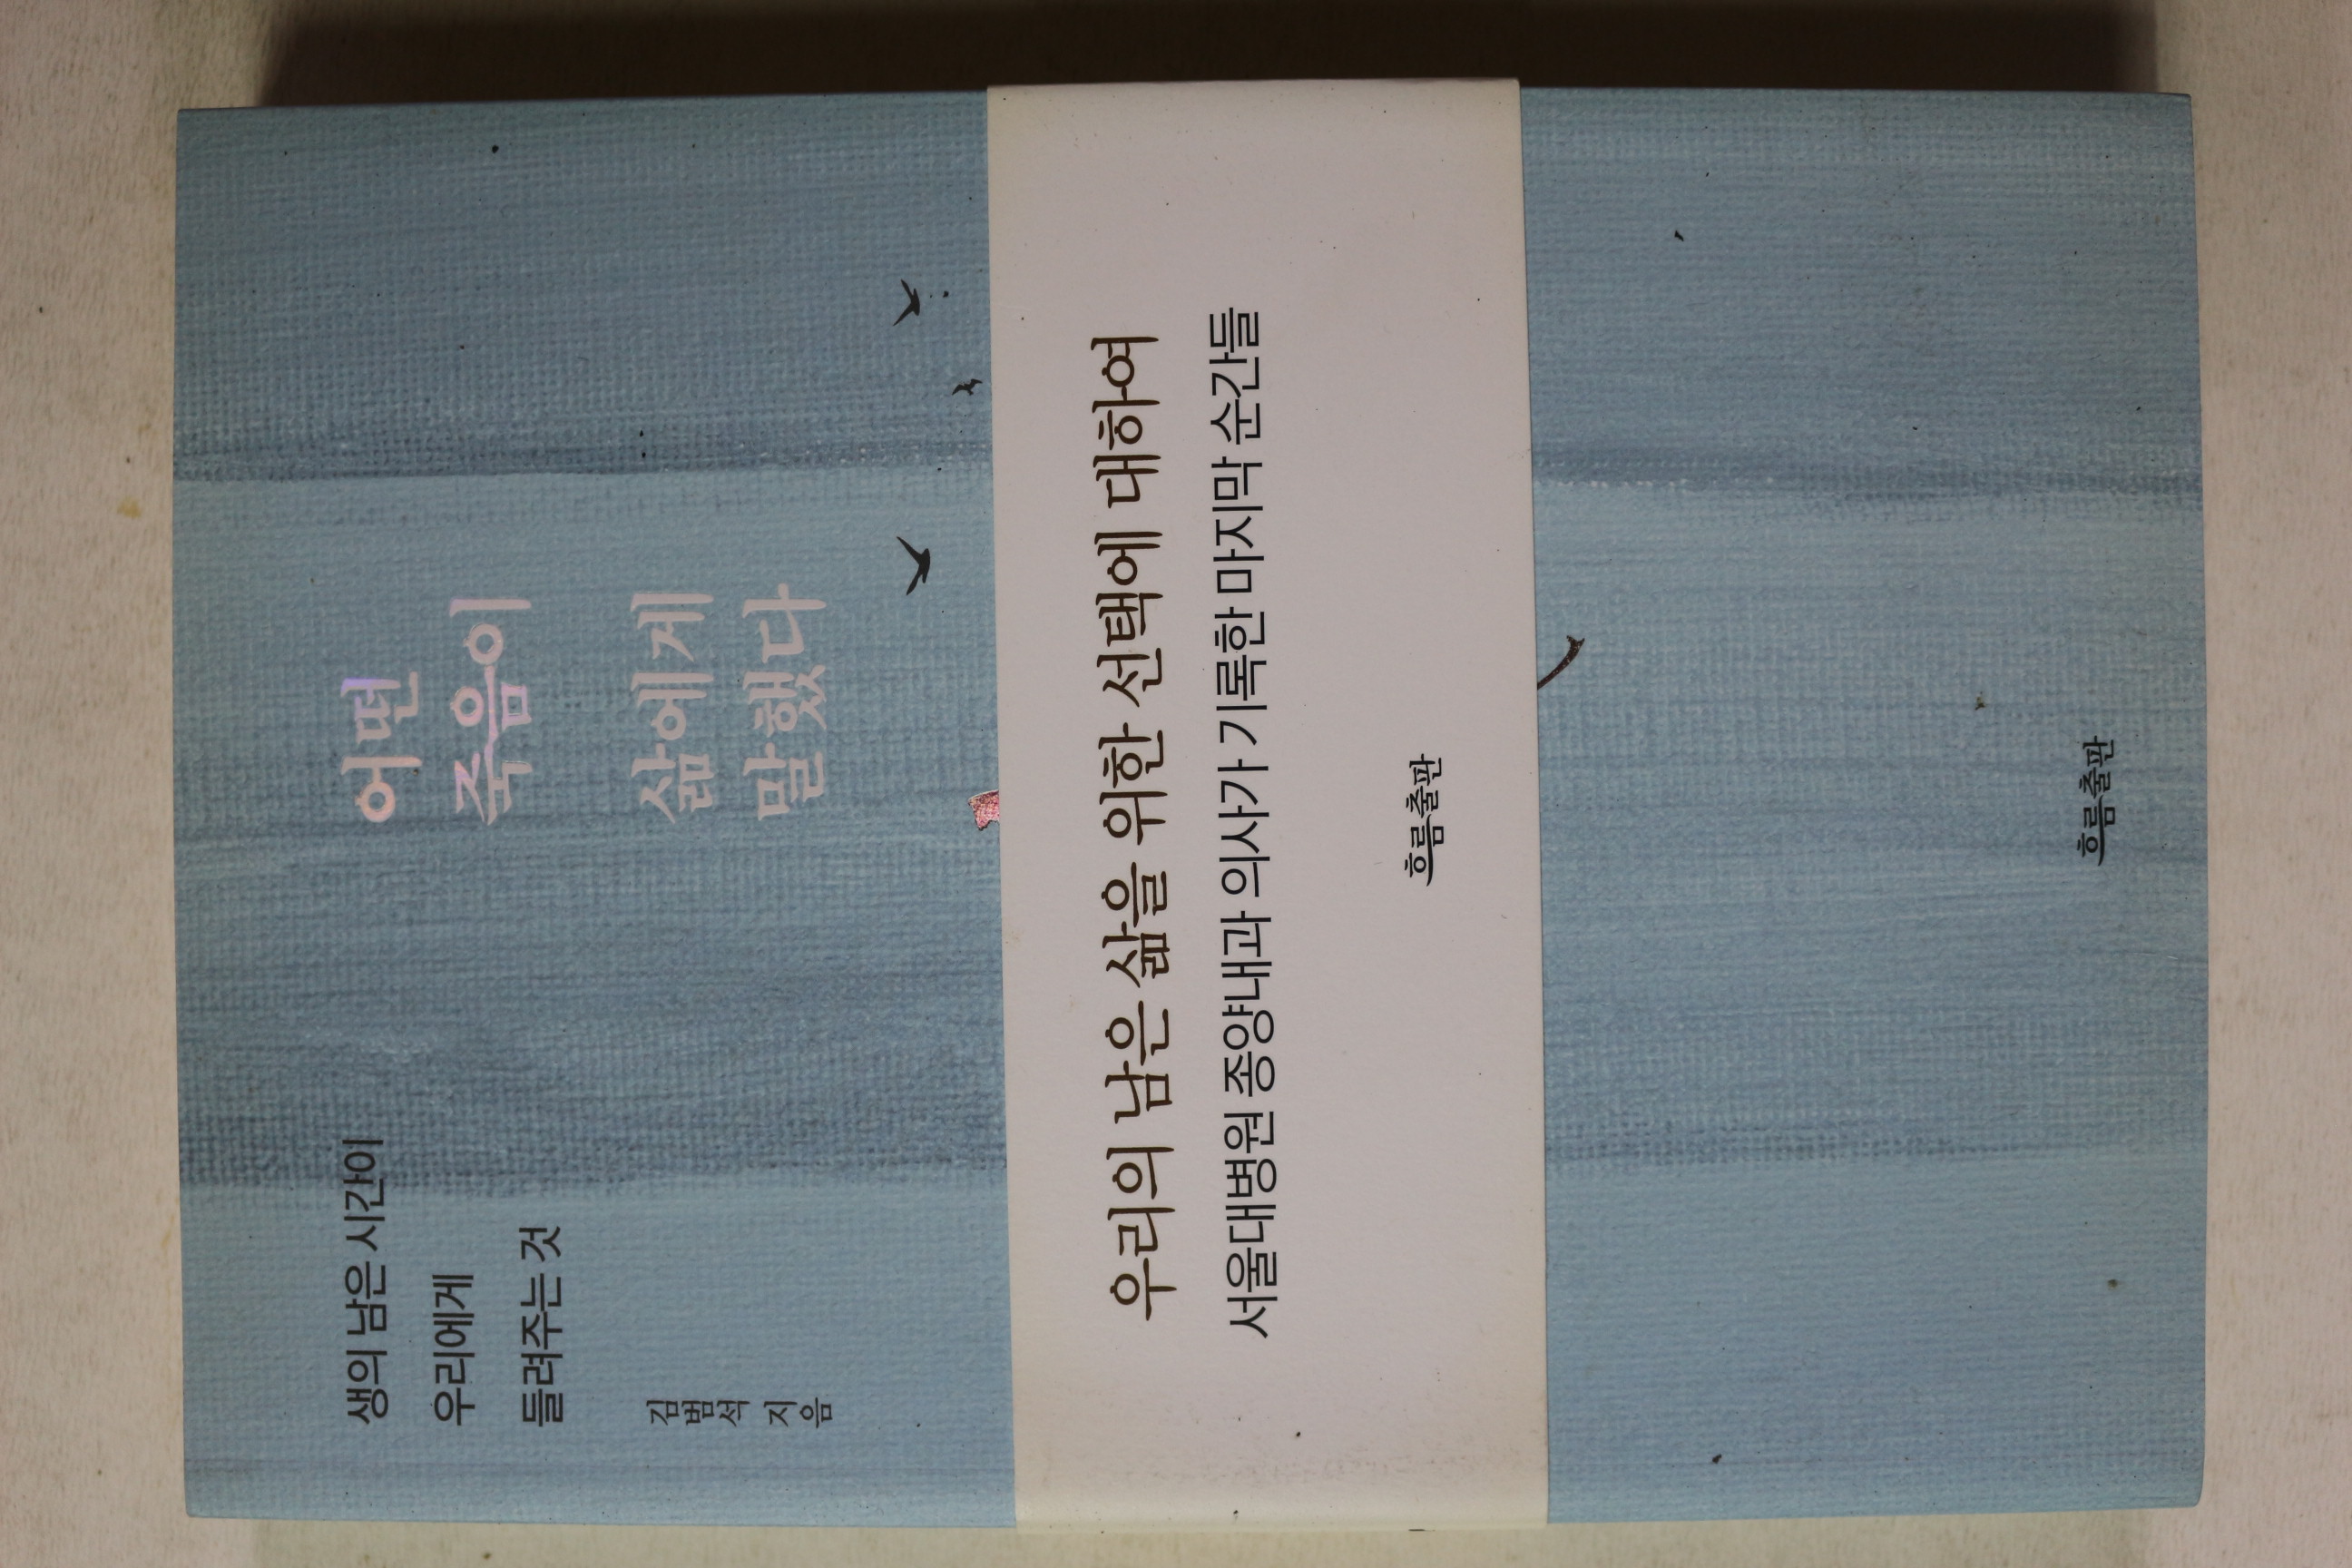 어떤
죽음이
삶에게
말했다
생의 남은 시간이
우리에게
들려주는 것
김범석
지음
우리의 남은 삶을 위한 선택에 대하여
서울대병원 종양내과 의사가 기록한 마지막 순간들
흐름출판
흐름출판